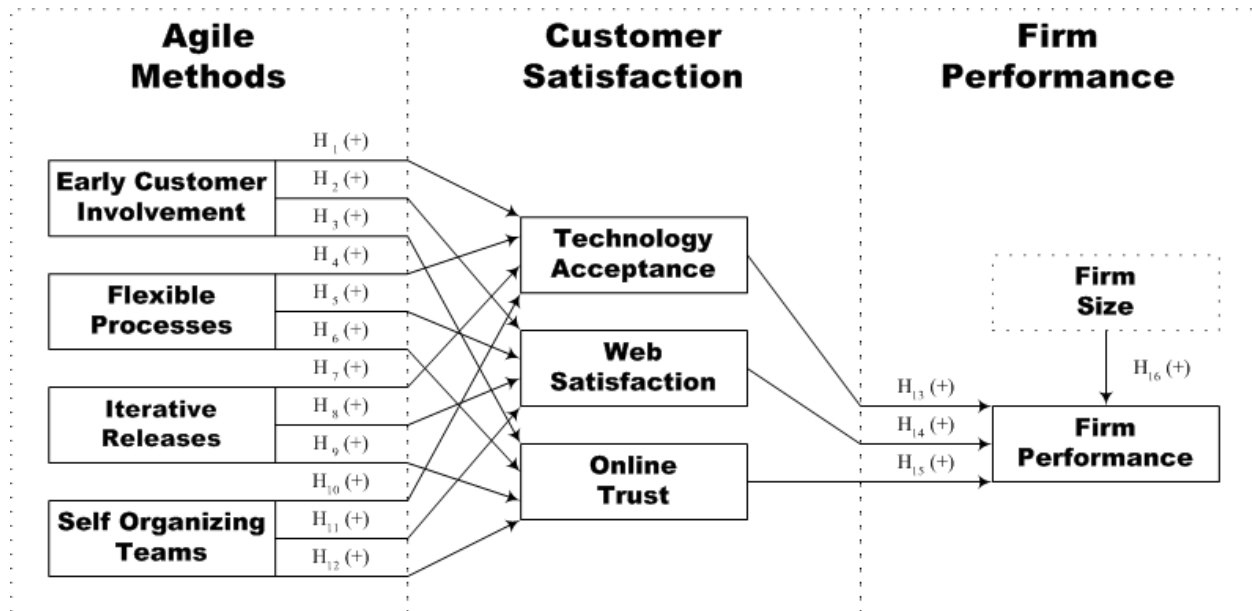 Agile
Methods
Customer
Satisfaction
Firm
Performance
H₁ (+)
Early Customer
Involvement
H₂ (+)
H₃ (+)
H₄ (+)
Flexible
Processes
H₅ (+)
H₆ (+)
H₇ (+)
Iterative
Releases
H₈ (+)
H₉ (+)
H₁₀ (+)
Self Organizing
Teams
H₁₁ (+)
H₁₂ (+)
Technology
Acceptance
Web
Satisfaction
Online
Trust
H₁₃ (+)
H₁₄ (+)
H₁₅ (+)
Firm
Size
H₁₆ (+)
Firm
Performance